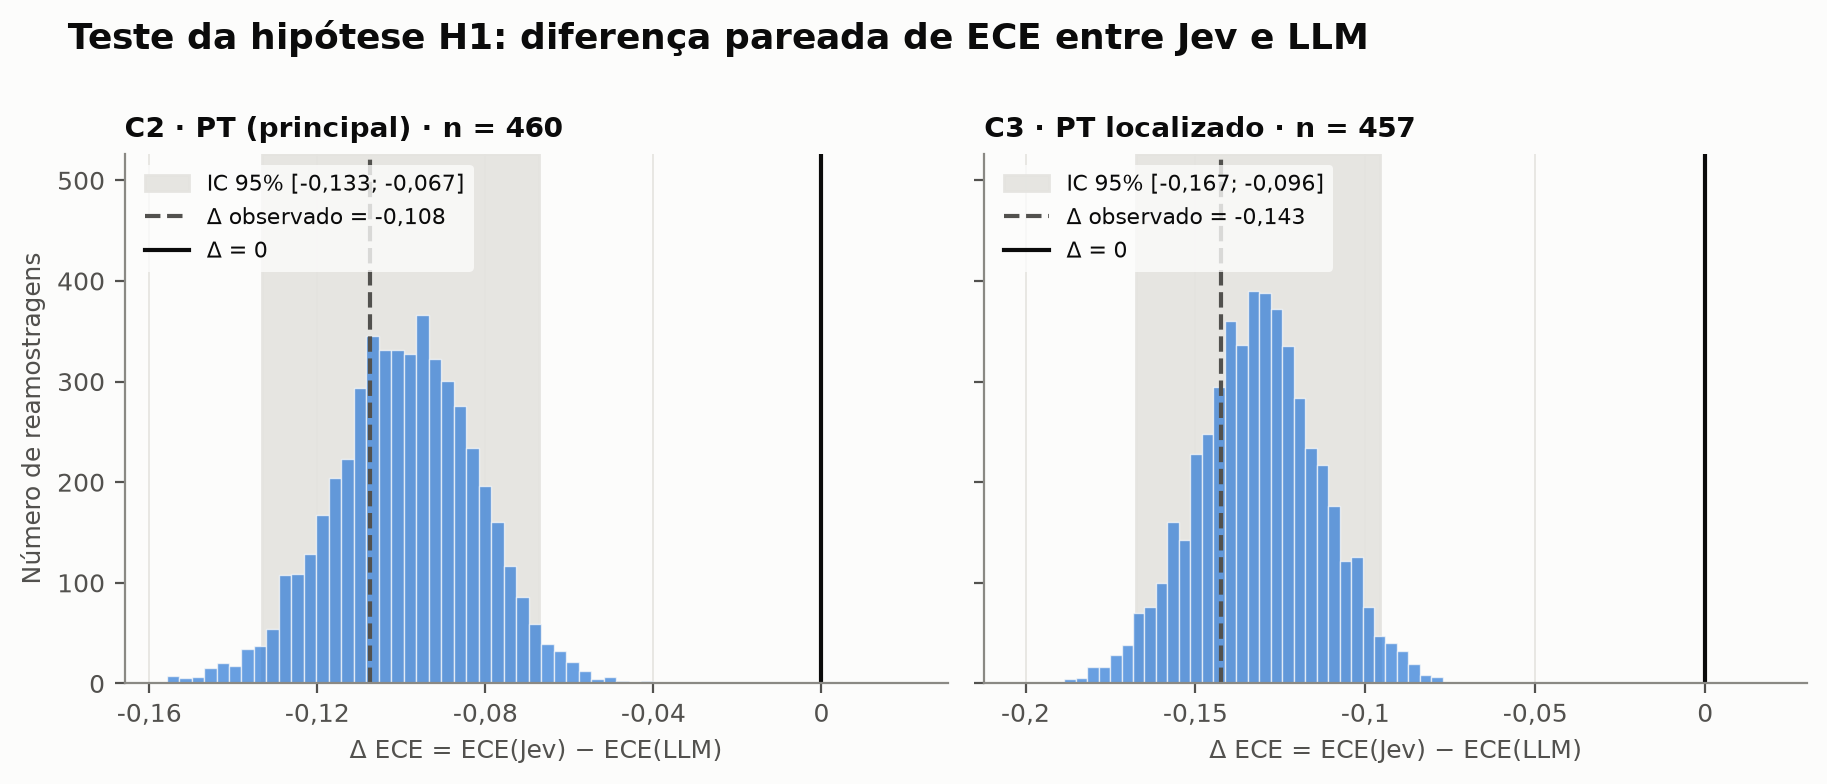 Teste da hipótese H1: diferença pareada de ECE entre Jev e LLM
C2 · PT (principal) · n = 460
IC 95% [-0,133; -0,067]
Δ observado = -0,108
Δ = 0
Número de reamostragens
500
400
300
200
100
0
-0,16
-0,12
-0,08
-0,04
0
Δ ECE = ECE(Jev) − ECE(LLM)
C3 · PT localizado · n = 457
IC 95% [-0,167; -0,096]
Δ observado = -0,143
Δ = 0
-0,2
-0,15
-0,1
-0,05
0
Δ ECE = ECE(Jev) − ECE(LLM)